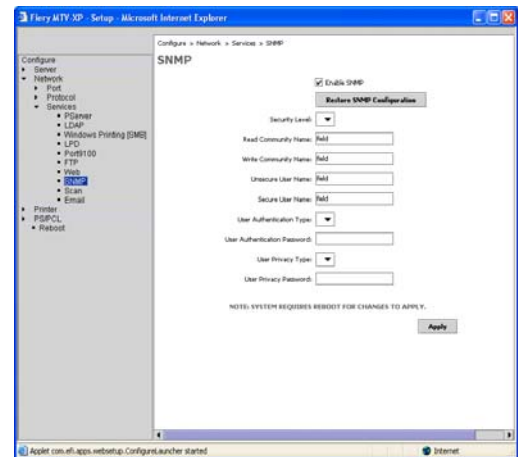 Fiery MTV-XP - Setup - Microsoft Internet Explorer
Configure > Network > Services > SNMP
Configure
Server
Network
Port
Protocol
Services
PServer
LDAP
Windows Printing [SMB]
LPD
Port9100
FTP
Web
SNMP
Scan
Email
Printer
PS/PCL
Reboot
SNMP
Enable SNMP
Restore SNMP Configuration
Security Level:
Read Community Name: field
Write Community Name: field
Unsecure User Name: field
Secure User Name: field
User Authentication Type:
User Authentication Password:
User Privacy Type:
User Privacy Password:
NOTE: SYSTEM REQUIRES REBOOT FOR CHANGES TO APPLY.
Apply
Applet com.efi.apps.websetup.ConfigureLauncher started
Internet